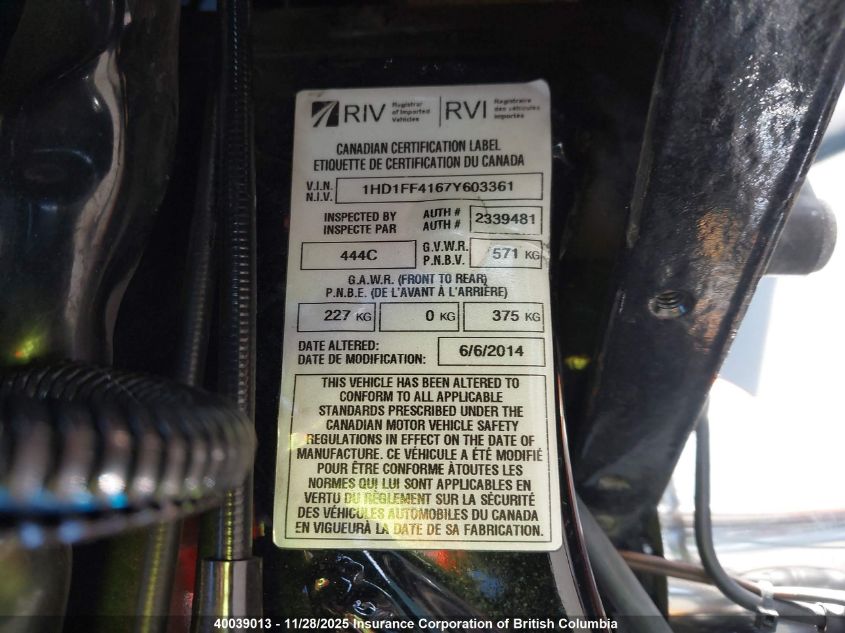 RIV Registrar of Imported Vehicles | RVI Registraire des véhicules importés
CANADIAN CERTIFICATION LABEL
ETIQUETTE DE CERTIFICATION DU CANADA
V.I.N. N.I.V. 1HD1FF4167Y603361
INSPECTED BY AUTH #
INSPECTE PAR AUTH # 2339481
444C G.V.W.R. P.N.B.V. 571 KG
G.A.W.R. (FRONT TO REAR)
P.N.B.E. (DE L'AVANT À L'ARRIÈRE)
227 KG 0 KG 375 KG
DATE ALTERED:
DATE DE MODIFICATION: 6/6/2014
THIS VEHICLE HAS BEEN ALTERED TO
CONFORM TO ALL APPLICABLE
STANDARDS PRESCRIBED UNDER THE
CANADIAN MOTOR VEHICLE SAFETY
REGULATIONS IN EFFECT ON THE DATE OF
MANUFACTURE. CE VÉHICULE A ÉTÉ MODIFIÉ
POUR ÊTRE CONFORME ÀTOUTES LES
NORMES QUI LUI SONT APPLICABLES EN
VERTU DU RÈGLEMENT SUR LA SÉCURITÉ
DES VÉHICULES AUTOMOBILES DU CANADA
EN VIGUEURÀ LA DATE DE SA FABRICATION.
40039013 - 11/28/2025 Insurance Corporation of British Columbia